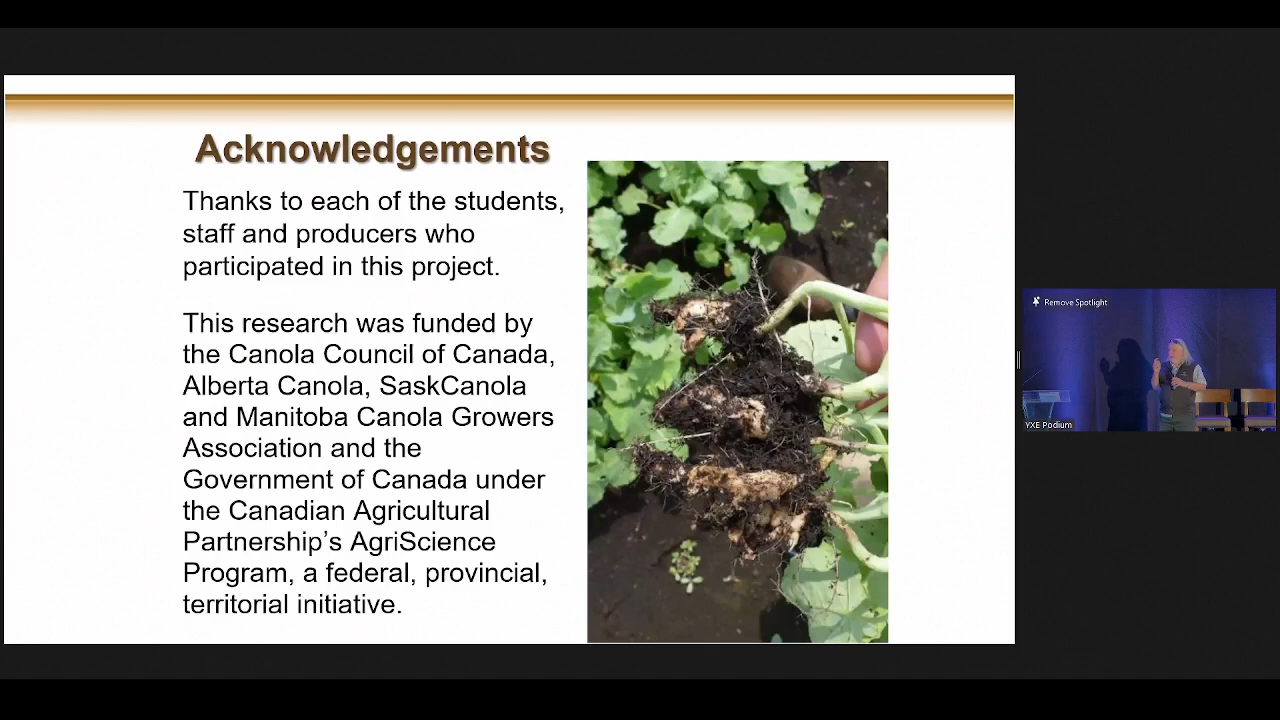 Acknowledgements
Thanks to each of the students,
staff and producers who
participated in this project.
This research was funded by
the Canola Council of Canada,
Alberta Canola, SaskCanola
and Manitoba Canola Growers
Association and the
Government of Canada under
the Canadian Agricultural
Partnership’s AgriScience
Program, a federal, provincial,
territorial initiative.
Remove Spotlight
YXE Podium